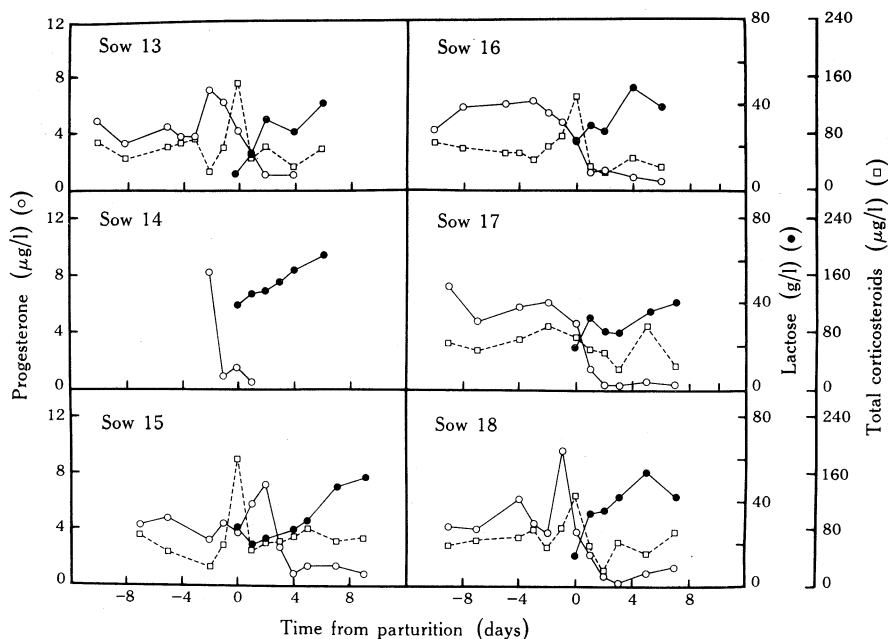 12
8
4
0
Sow 13
Sow 16
80
40
0
240
160
80
0
12
8
4
0
Sow 14
Sow 17
80
40
0
240
160
80
0
12
8
4
0
Sow 15
Sow 18
80
40
0
240
160
80
0
−8 −4 0 4 8
−8 −4 0 4 8
Time from parturition (days)
Progesterone (µg/l) (○)
Lactose (g/l) (●)
Total corticosteroids (µg/l) (□)